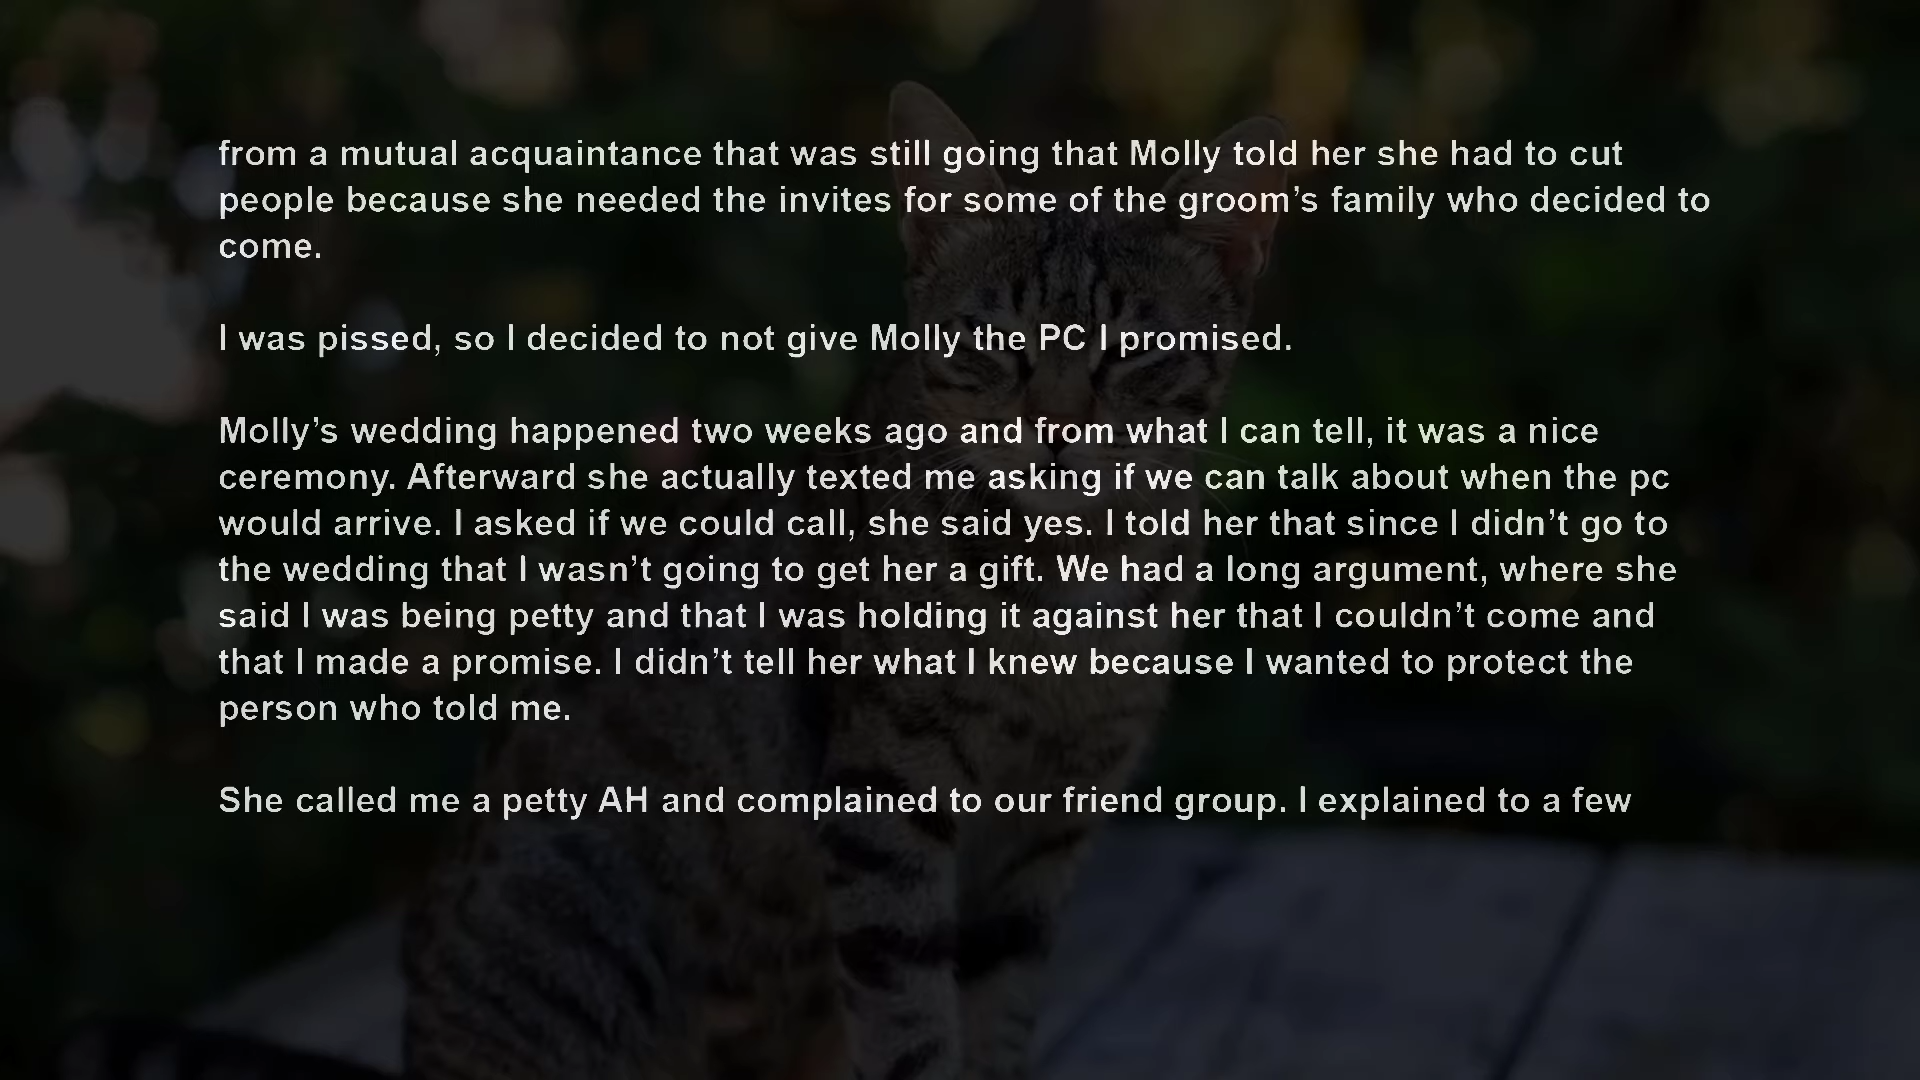 from a mutual acquaintance that was still going that Molly told her she had to cut
people because she needed the invites for some of the groom’s family who decided to
come.
I was pissed, so I decided to not give Molly the PC I promised.
Molly’s wedding happened two weeks ago and from what I can tell, it was a nice
ceremony. Afterward she actually texted me asking if we can talk about when the pc
would arrive. I asked if we could call, she said yes. I told her that since I didn’t go to
the wedding that I wasn’t going to get her a gift. We had a long argument, where she
said I was being petty and that I was holding it against her that I couldn’t come and
that I made a promise. I didn’t tell her what I knew because I wanted to protect the
person who told me.
She called me a petty AH and complained to our friend group. I explained to a few